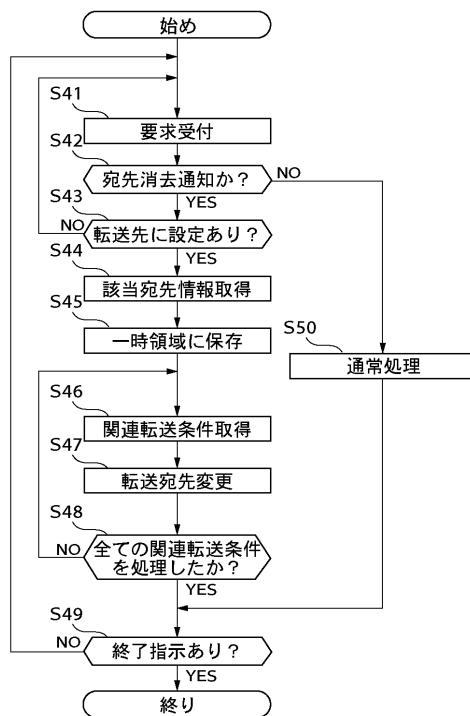 始め
S41
要求受付
S42
宛先消去通知か？
NO
YES
S43
NO
転送先に設定あり？
YES
S44
該当宛先情報取得
S45
一時領域に保存
S50
通常処理
S46
関連転送条件取得
S47
転送宛先変更
S48
全ての関連転送条件
を処理したか？
NO
YES
S49
NO
終了指示あり？
YES
終り